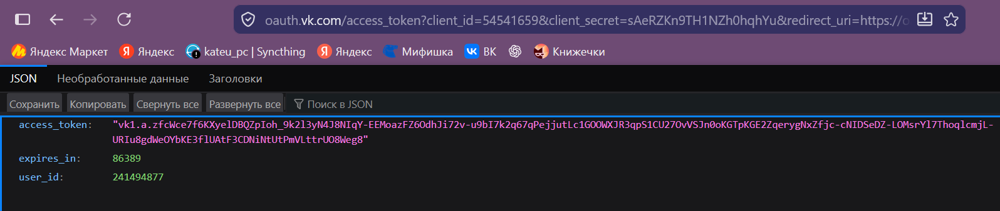 oauth.vk.com/access_token?client_id=54541659&client_secret=sAeRZKn9TH1NZh0hqhYu&redirect_uri=https://o
Яндекс Маркет Яндекс kateu_pc | Syncthing Яндекс Мифишка ВК Книжечки
JSON Необработанные данные Заголовки
Сохранить Копировать Свернуть все Развернуть все Поиск в JSON
access_token: "vk1.a.zfcWce7f6KXyelDBQZpIoh_9k2l3yN4J8NIqY-EEMoazFZ6OdhJi72v-u9bI7k2q67qPejjutLc1GOOWXJR3qpS1CU27OvVSJn0oKGTpKGE2ZqerygNxZfjc-cNIDSeDZ-LOMsrYl7ThoqlcmjL-
URIu8gdWeOYbKE3flUAtF3CDNiNtUtPmVLttrUO8Weg8"
expires_in: 86389
user_id: 241494877